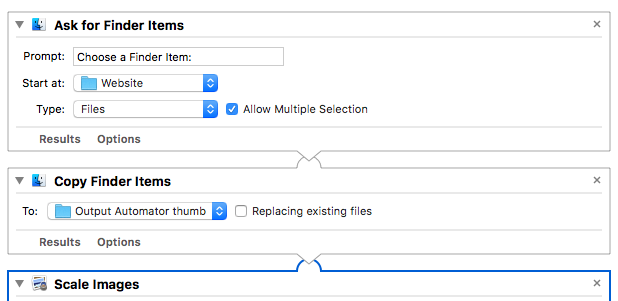 Ask for Finder Items
Prompt: Choose a Finder Item:
Start at: Website
Type: Files Allow Multiple Selection
Results Options
Copy Finder Items
To: Output Automator thumb Replacing existing files
Results Options
Scale Images